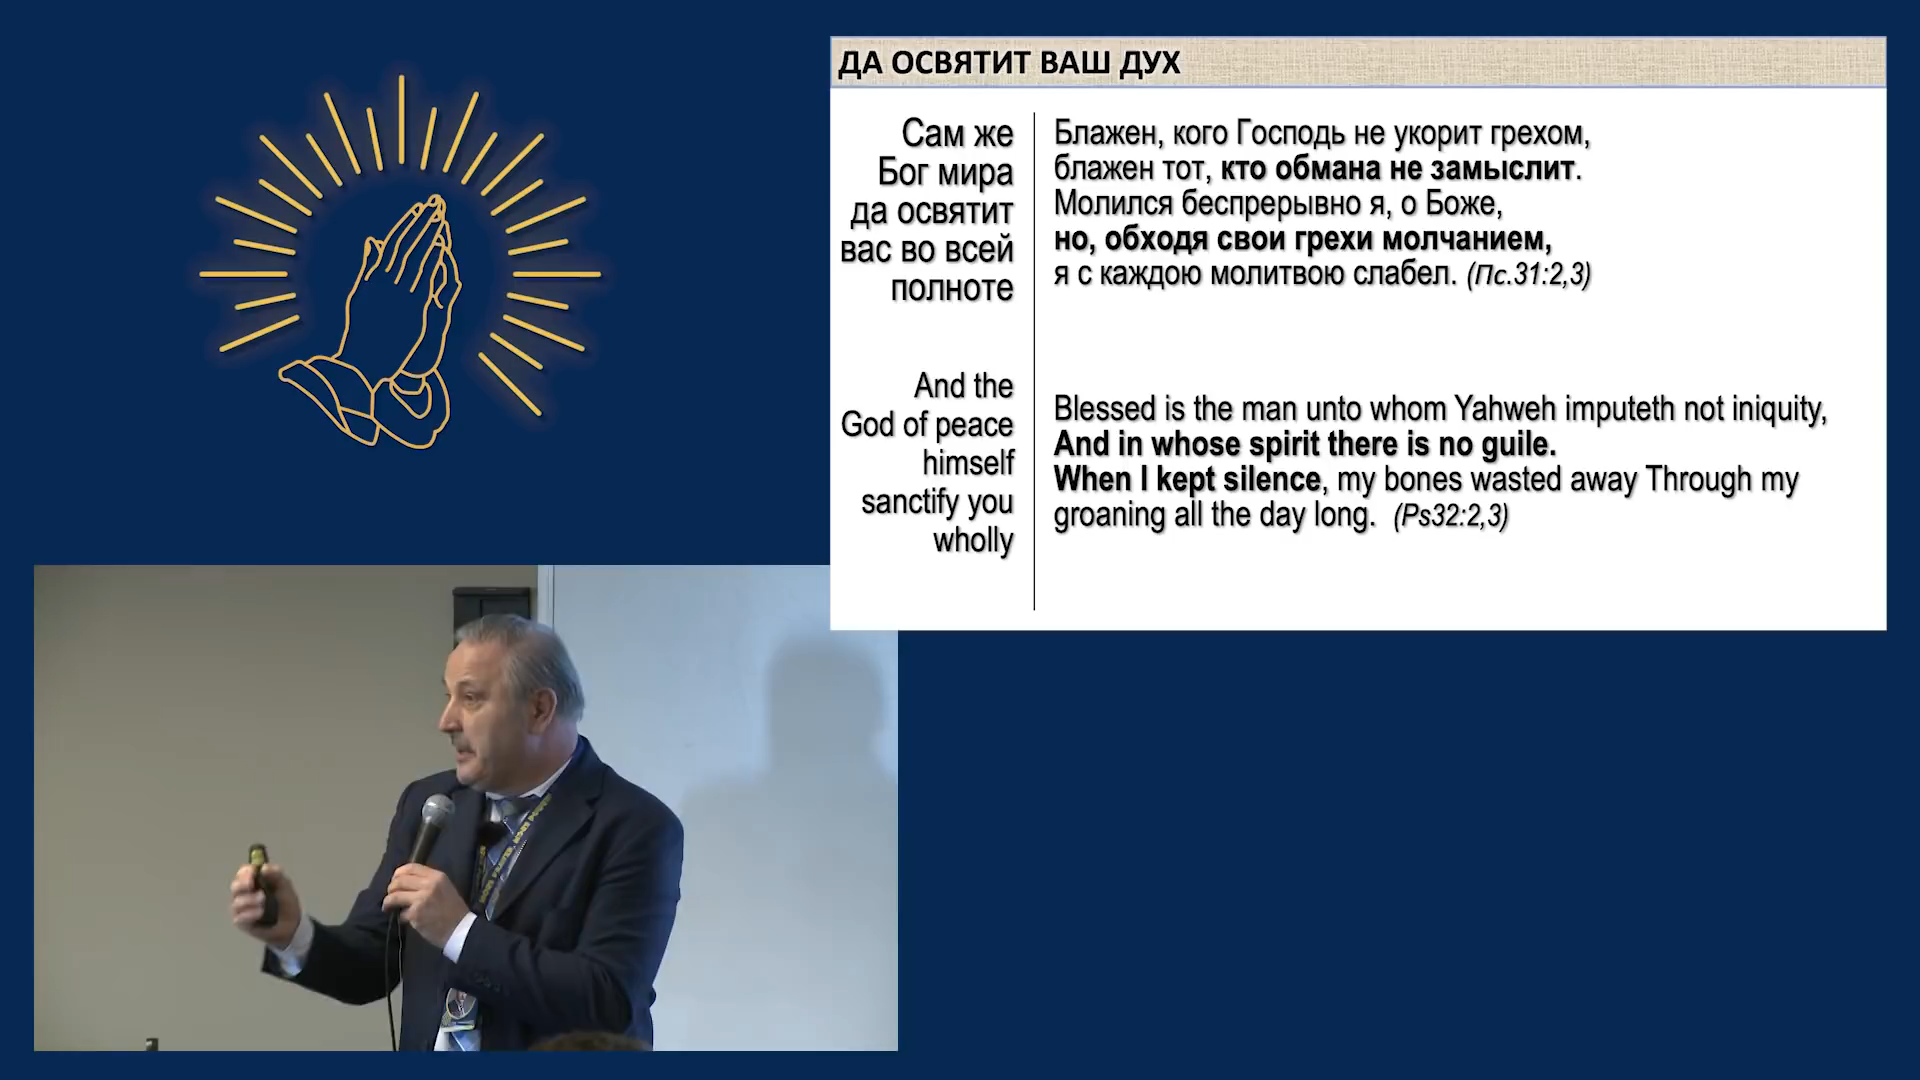 ДА ОСВЯТИТ ВАШ ДУХ
Сам же
Бог мира
да освятит
вас во всей
полноте
And the
God of peace
himself
sanctify you
wholly
Блажен, кого Господь не укорит грехом,
блажен тот, кто обмана не замыслит.
Молился беспрерывно я, о Боже,
но, обходя свои грехи молчанием,
я с каждою молитвою слабел. (Пс.31:2,3)
Blessed is the man unto whom Yahweh imputeth not iniquity,
And in whose spirit there is no guile.
When I kept silence, my bones wasted away Through my
groaning all the day long. (Ps32:2,3)
MORE PRAYER, MORE POWER